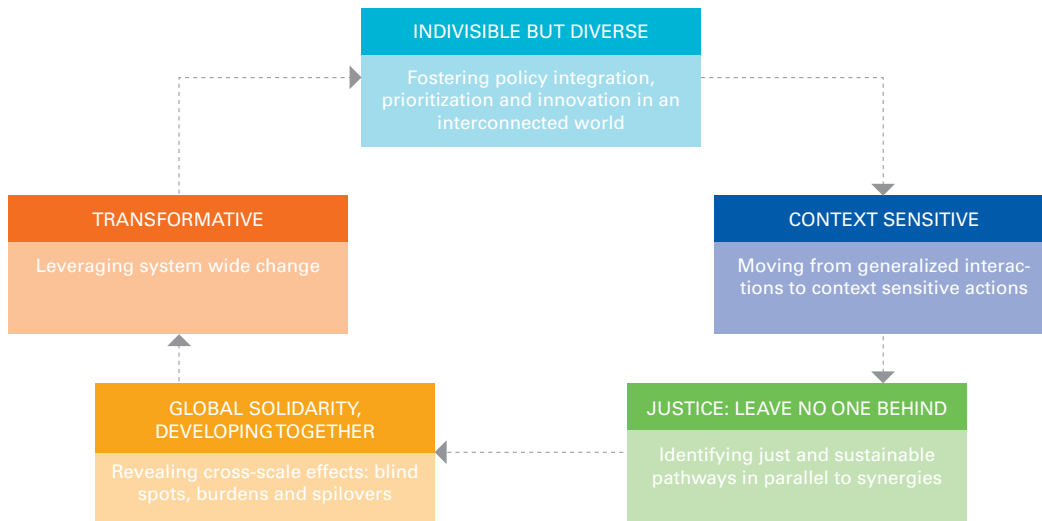 INDIVISIBLE BUT DIVERSE
Fostering policy integration,
prioritization and innovation in an
interconnected world
TRANSFORMATIVE
Leveraging system wide change
CONTEXT SENSITIVE
Moving from generalized interac-
tions to context sensitive actions
GLOBAL SOLIDARITY,
DEVELOPING TOGETHER
Revealing cross-scale effects: blind
spots, burdens and spilovers
JUSTICE: LEAVE NO ONE BEHIND
Identifying just and sustainable
pathways in parallel to synergies